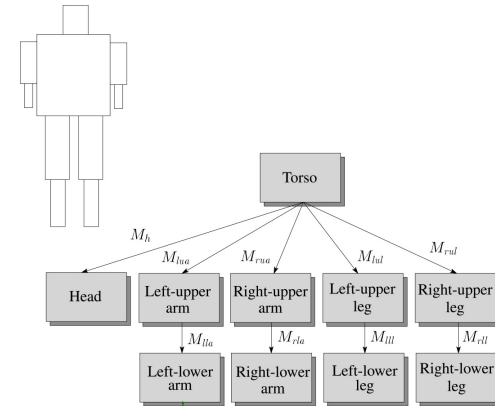 Torso
M_h
M_lua
M_rua
M_lul
M_rul
Head
Left-upper
arm
Right-upper
arm
Left-upper
leg
Right-upper
leg
M_lla
M_rla
M_lll
M_rll
Left-lower
arm
Right-lower
arm
Left-lower
leg
Right-lower
leg